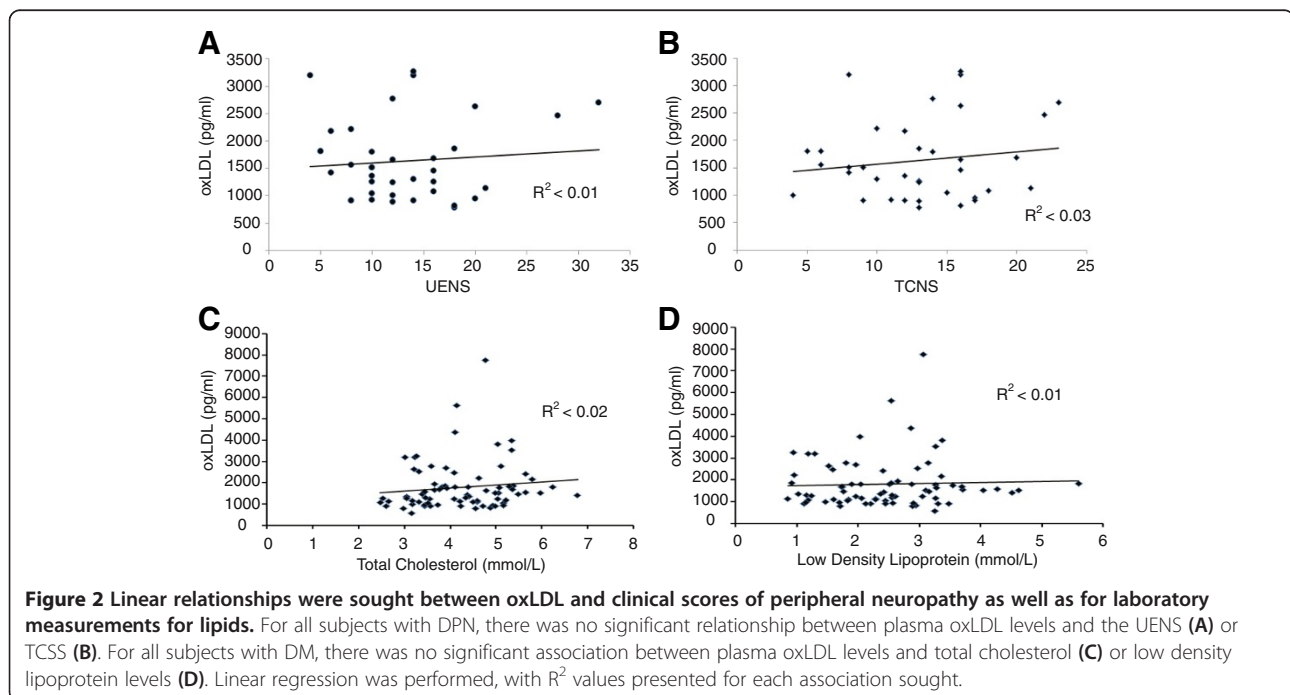 A
3500
3000
2500
2000
1500
1000
500
0
oxLDL (pg/ml)
R² < 0.01
0 5 10 15 20 25 30 35
UENS
B
3500
3000
2500
2000
1500
1000
500
0
oxLDL (pg/ml)
R² < 0.03
0 5 10 15 20 25
TCNS
C
9000
8000
7000
6000
5000
4000
3000
2000
1000
0
oxLDL (pg/ml)
R² < 0.02
0 1 2 3 4 5 6 7 8
Total Cholesterol (mmol/L)
D
9000
8000
7000
6000
5000
4000
3000
2000
1000
0
oxLDL (pg/ml)
R² < 0.01
0 1 2 3 4 5 6
Low Density Lipoprotein (mmol/L)
Figure 2 Linear relationships were sought between oxLDL and clinical scores of peripheral neuropathy as well as for laboratory
measurements for lipids. For all subjects with DPN, there was no significant relationship between plasma oxLDL levels and the UENS (A) or
TCSS (B). For all subjects with DM, there was no significant association between plasma oxLDL levels and total cholesterol (C) or low density
lipoprotein levels (D). Linear regression was performed, with R² values presented for each association sought.